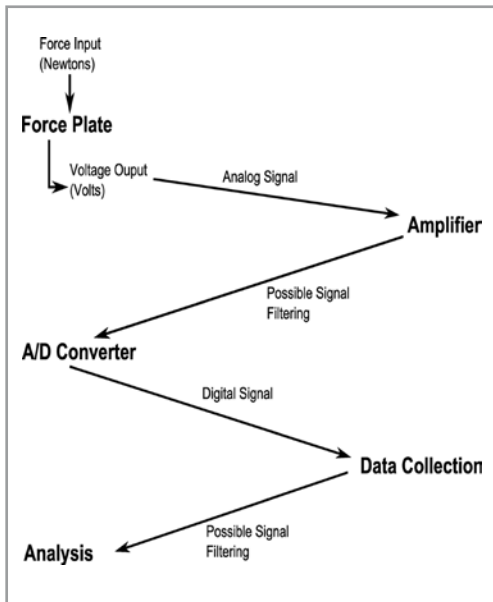 Force Input
(Newtons)
Force Plate
Voltage Ouput
(Volts)
Analog Signal
Amplifier
Possible Signal
Filtering
A/D Converter
Digital Signal
Data Collection
Possible Signal
Filtering
Analysis